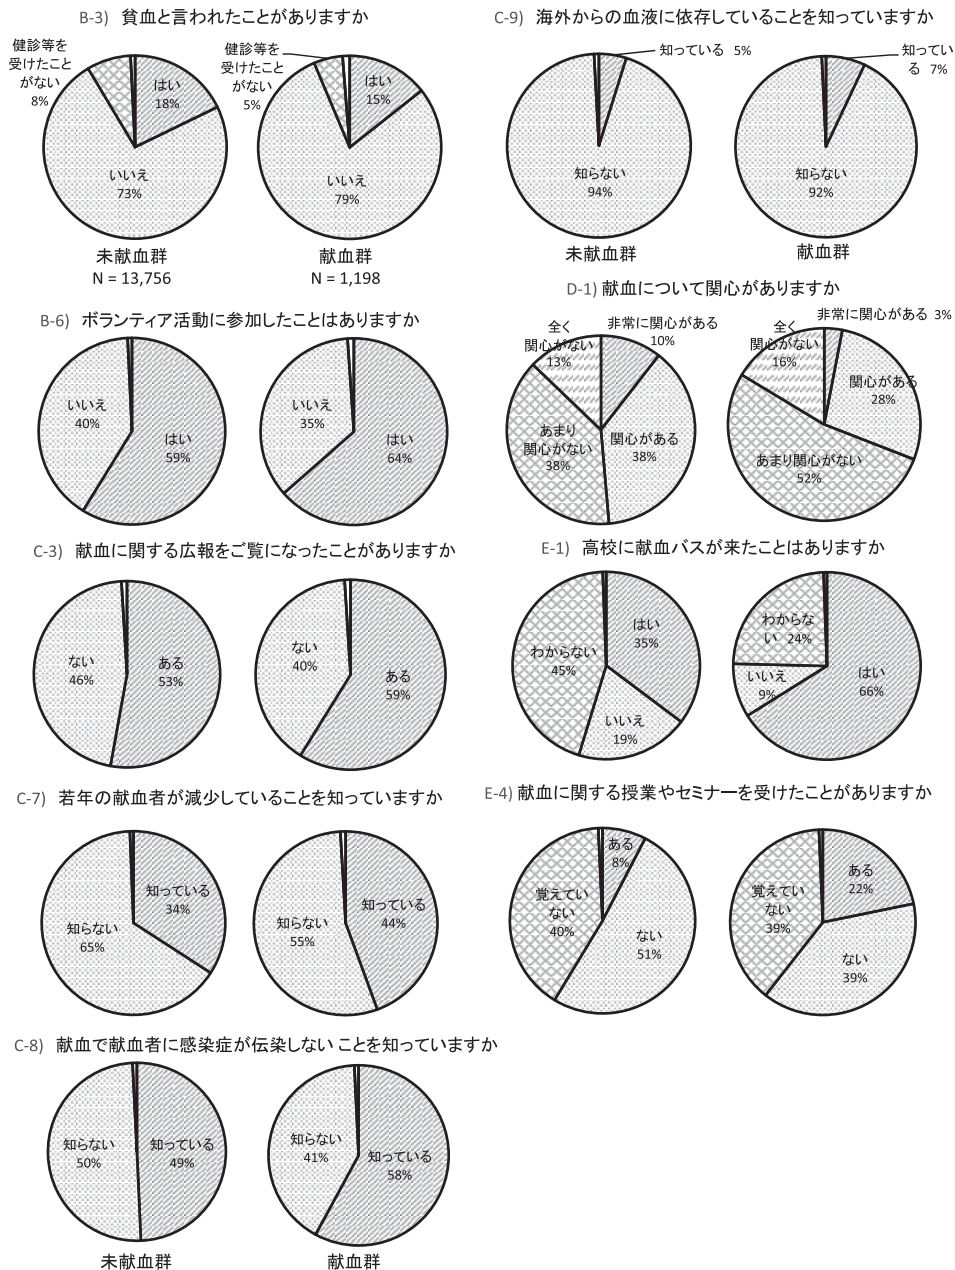 B-3) 貧血と言われたことがありますか
健診等を
受けたこと
がない
8%
はい
18%
いいえ
73%
未献血群
N = 13,756
健診等を
受けたこと
がない
5%
はい
15%
いいえ
79%
献血群
N = 1,198
B-6) ボランティア活動に参加したことはありますか
いいえ
40%
はい
59%
いいえ
35%
はい
64%
C-3) 献血に関する広報をご覧になったことがありますか
ない
46%
ある
53%
ない
40%
ある
59%
C-7) 若年の献血者が減少していることを知っていますか
知っている
34%
知らない
65%
知っている
44%
知らない
55%
C-8) 献血で献血者に感染症が伝染しない ことを知っていますか
知らない
50%
知っている
49%
未献血群
知らない
41%
知っている
58%
献血群
C-9) 海外からの血液に依存していることを知っていますか
知っている 5%
知らない
94%
未献血群
知ってい
る 7%
知らない
92%
献血群
D-1) 献血について関心がありますか
全く
関心がない
13%
非常に関心がある
10%
あまり
関心がない
38%
関心がある
38%
全く
関心がない
16%
非常に関心がある 3%
関心がある
28%
あまり関心がない
52%
E-1) 高校に献血バスが来たことはありますか
はい
35%
わからない
45%
いいえ
19%
わからな
い 24%
いいえ
9%
はい
66%
E-4) 献血に関する授業やセミナーを受けたことがありますか
ある
8%
覚えてい
ない
40%
ない
51%
ある
22%
覚えてい
ない
39%
ない
39%